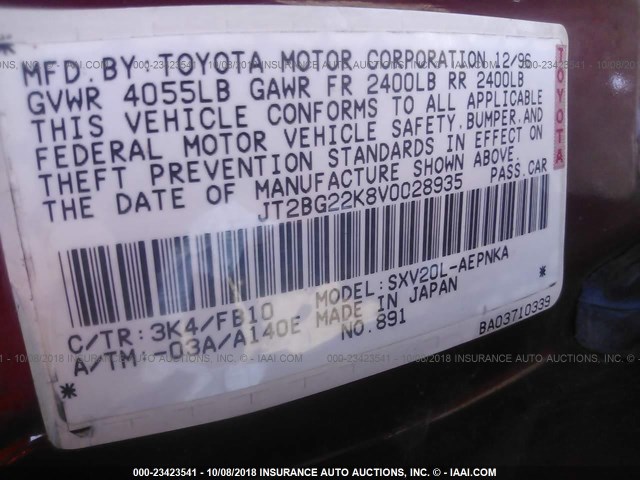 MFD.BY:TOYOTA MOTOR CORPORATION 12/96
GVWR 4055LB GAWR FR 2400LB RR 2400LB
THIS VEHICLE CONFORMS TO ALL APPLICABLE
FEDERAL MOTOR VEHICLE SAFETY,BUMPER,AND
THEFT PREVENTION STANDARDS IN EFFECT ON
THE DATE OF MANUFACTURE SHOWN ABOVE.
JT2BG22K8V0028935 PASS.CAR
TOYOTA
C/TR:3K4/FB10 MODEL:SXV20L-AEPNKA *
A/TM: -03A/A140E MADE IN JAPAN
* NO.891 BA03710339
000-23423541 - 10/08/2018 INSURANCE AUTO AUCTIONS - © IAAI.COM